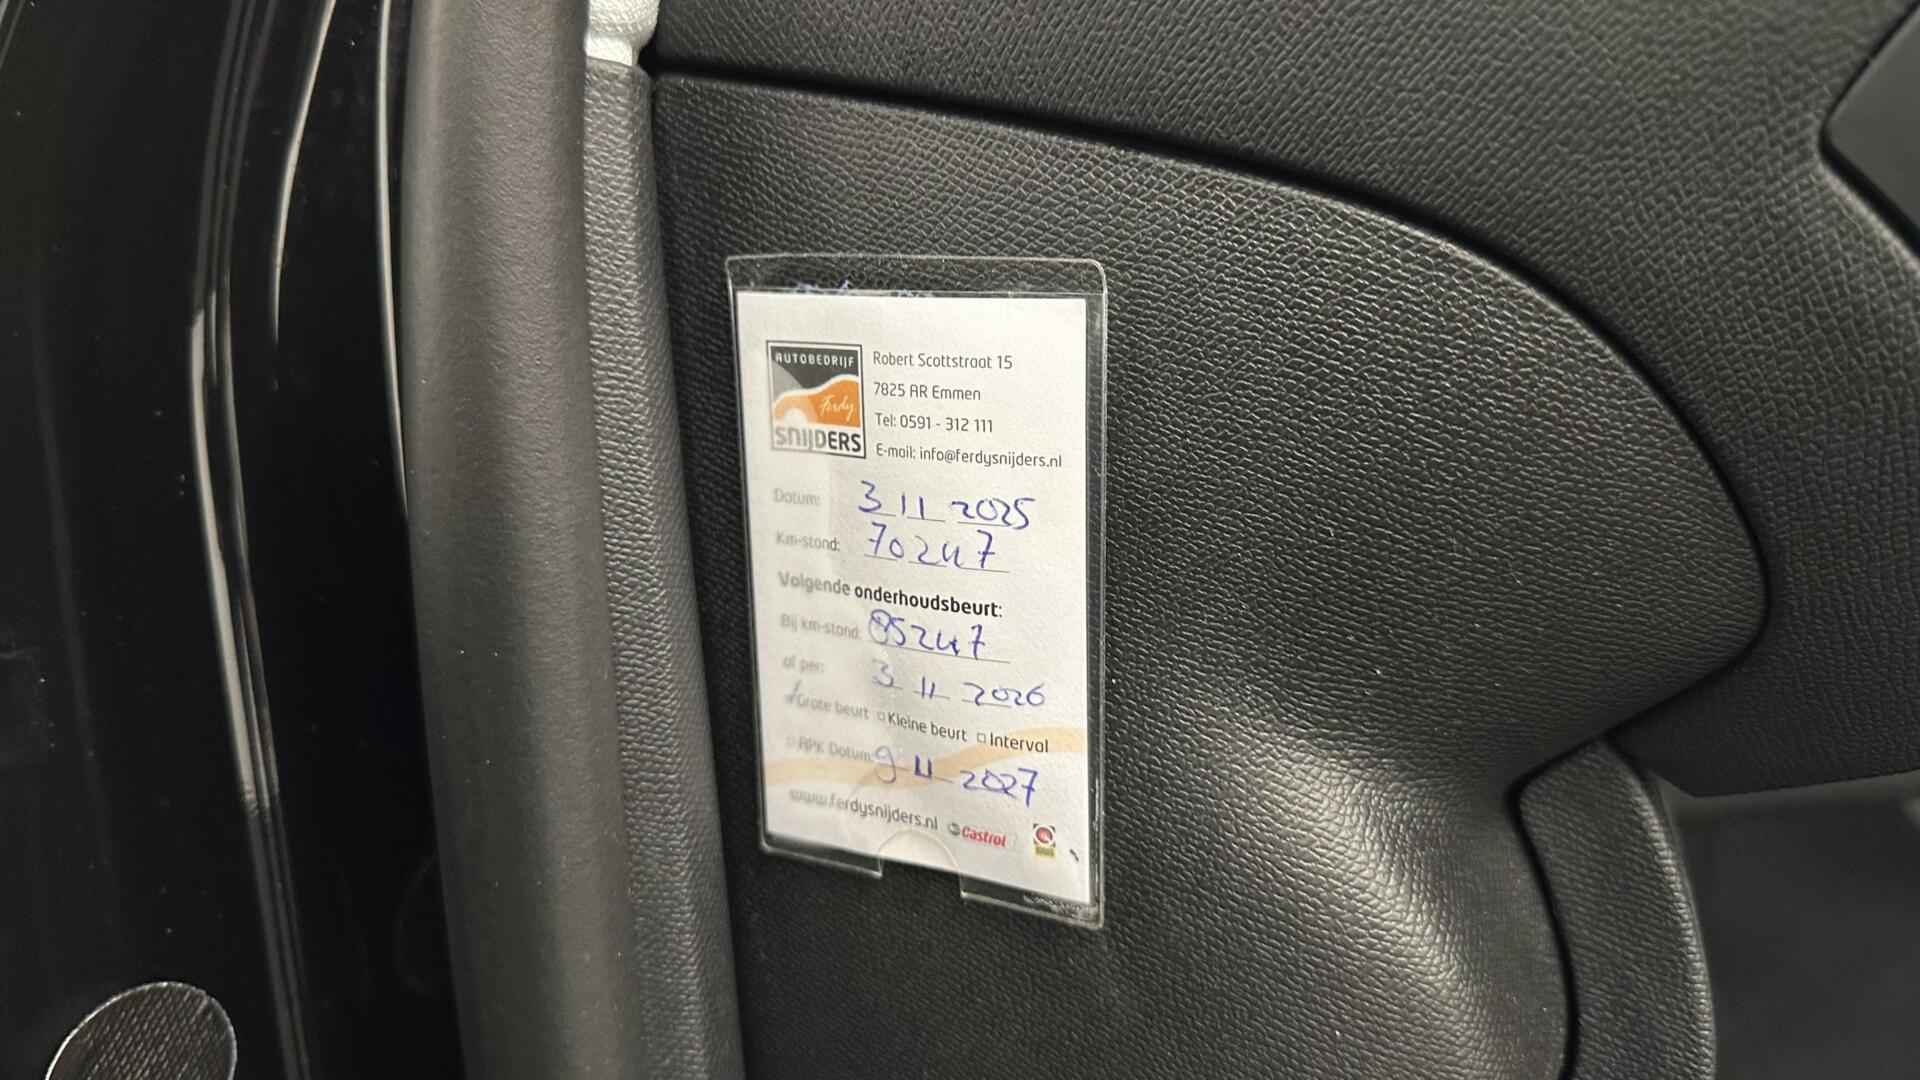 AUTOBEDRIJF
Ferdy
SNIJDERS
Robert Scottstraat 15
7825 AR Emmen
Tel: 0591 - 312 111
E-mail: info@ferdysnijders.nl
Datum: 3 11 2025
Km-stond: 70247
Volgende onderhoudsbeurt:
Bij km-stand: 85247
of per: 3 11 2026
Grote beurt Kleine beurt Interval
APK Datum: 9 11 2027
www.ferdysnijders.nl Castrol